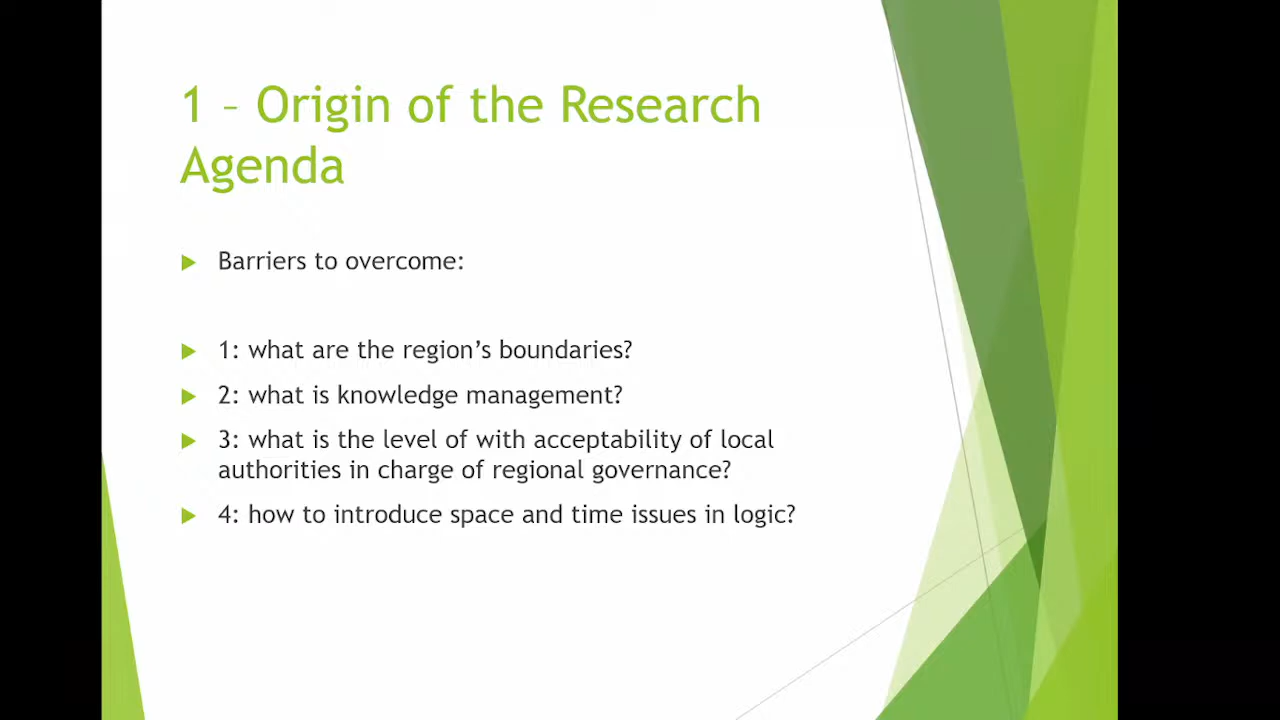 1 – Origin of the Research
Agenda
Barriers to overcome:
1: what are the region’s boundaries?
2: what is knowledge management?
3: what is the level of with acceptability of local
authorities in charge of regional governance?
4: how to introduce space and time issues in logic?